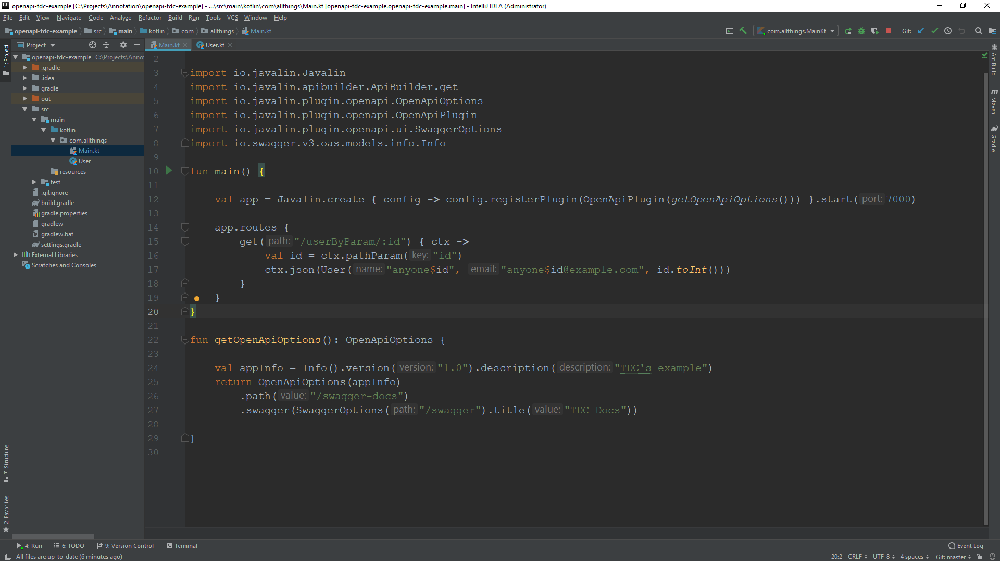 openapi-tdc-example [C:\Projects\Annotation\openapi-tdc-example] - ...\src\main\kotlin\com\allthings\Main.kt [openapi-tdc-example.openapi-tdc-example.main] - IntelliJ IDEA (Administrator)
File Edit View Navigate Code Analyze Refactor Build Run Tools VCS Window Help
openapi-tdc-example src main kotlin com allthings Main.kt com.allthings.MainKt Git:
Project Main.kt User.kt
1: Project
openapi-tdc-example C:\Projects\Annot
.gradle
.idea
gradle
out
src
main
kotlin
com.allthings
Main.kt
User
resources
test
.gitignore
build.gradle
gradle.properties
gradlew
gradlew.bat
settings.gradle
External Libraries
Scratches and Consoles
7: Structure
2: Favorites
2
3 import io.javalin.Javalin
4 import io.javalin.apibuilder.ApiBuilder.get
5 import io.javalin.plugin.openapi.OpenApiOptions
6 import io.javalin.plugin.openapi.OpenApiPlugin
7 import io.javalin.plugin.openapi.ui.SwaggerOptions
8 import io.swagger.v3.oas.models.info.Info
9
10 fun main() {
11
12 val app = Javalin.create { config -> config.registerPlugin(OpenApiPlugin(getOpenApiOptions())) }.start( port: 7000)
13
14 app.routes {
15 get( path: "/userByParam/:id") { ctx ->
16 val id = ctx.pathParam( key: "id")
17 ctx.json(User( name: "anyone$id", email: "anyone$id@example.com", id.toInt()))
18 }
19 }
20 }
21
22 fun getOpenApiOptions(): OpenApiOptions {
23
24 val appInfo = Info().version( version: "1.0").description( description: "TDC's example")
25 return OpenApiOptions(appInfo)
26 .path( value: "/swagger-docs")
27 .swagger(SwaggerOptions( path: "/swagger").title( value: "TDC Docs"))
28
29 }
30
Ant Build
Maven
Gradle
4: Run 6: TODO 9: Version Control Terminal Event Log
All files are up-to-date (6 minutes ago) 20:2 CRLF UTF-8 4 spaces Git: master